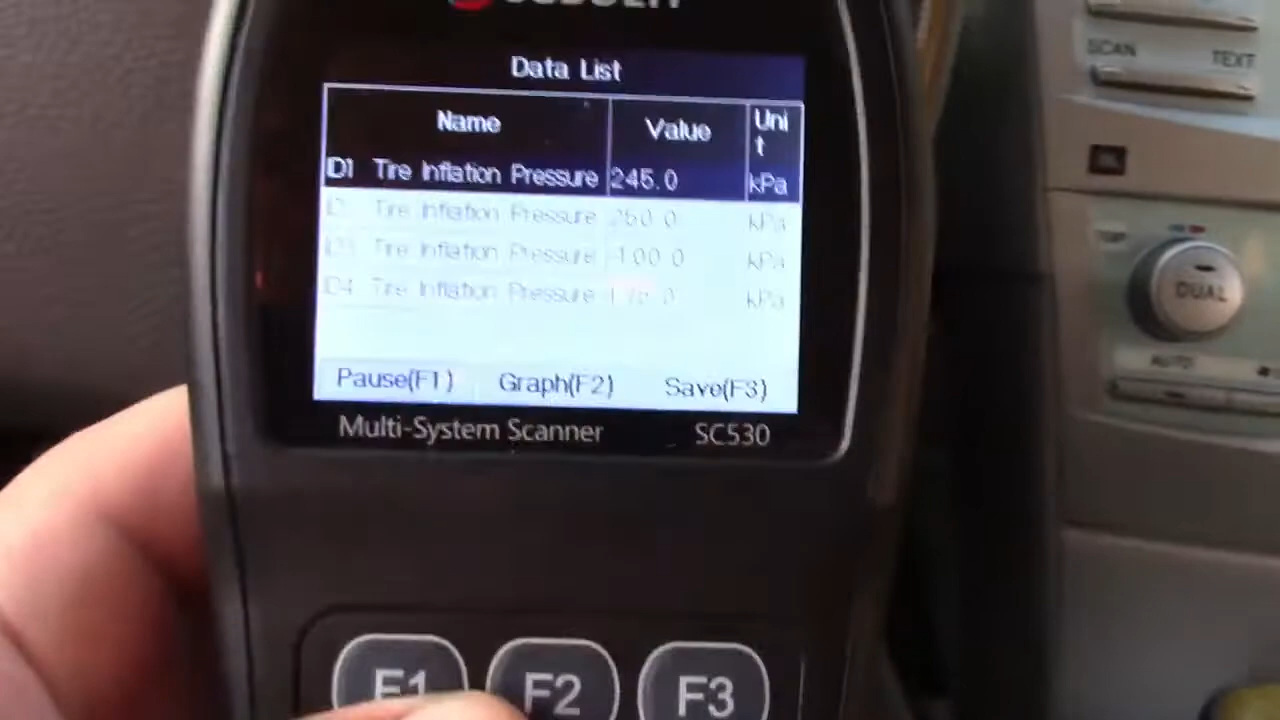 Data List
Name Value Unit
ID1 Tire Inflation Pressure 245.0 kPa
Tire Inflation Pressure kPa
Tire Inflation Pressure kPa
ID4 Tire Inflation Pressure kPa
Pause(F1) Graph(F2) Save(F3)
Multi-System Scanner SC530
F1 F2 F3
SCAN TEXT
DUAL
AUTO